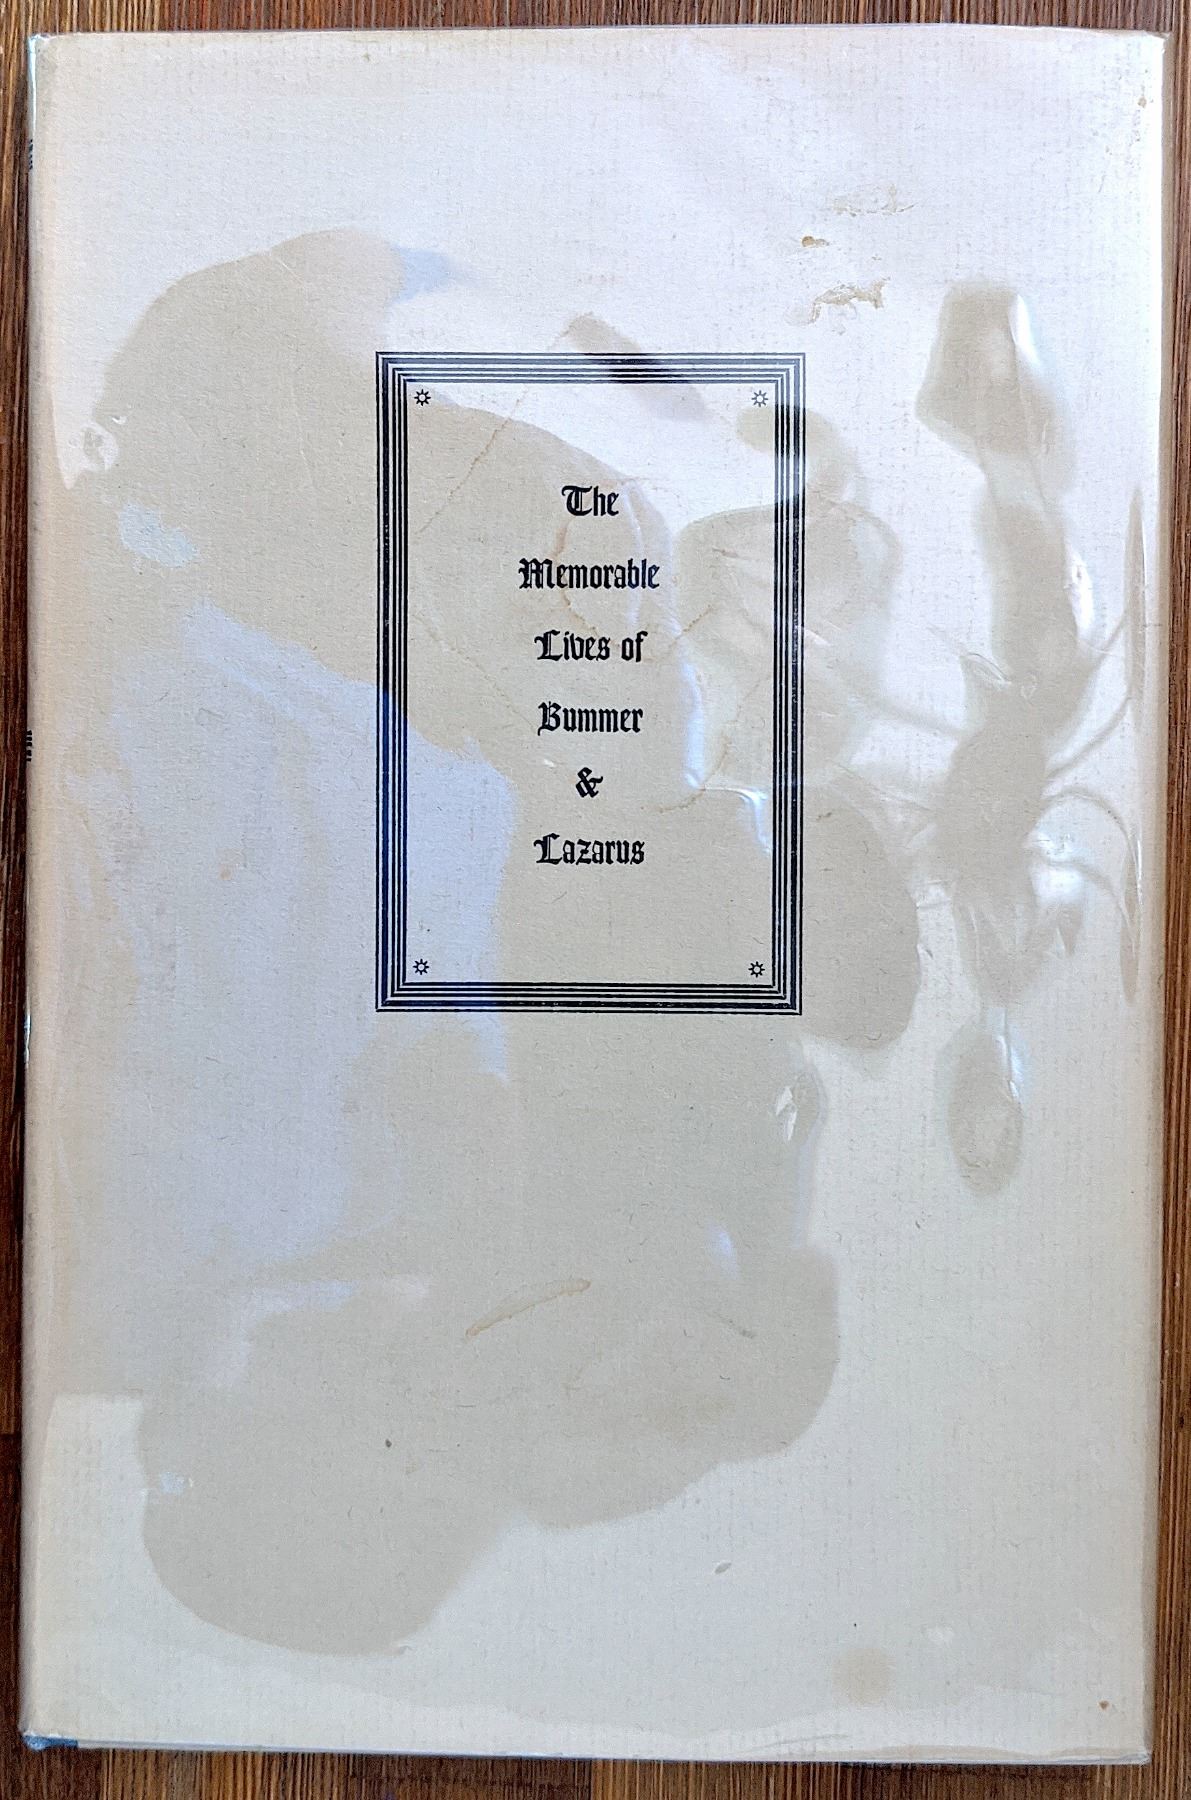 The
Memorable
Lives of
Bummer
&
Lazarus